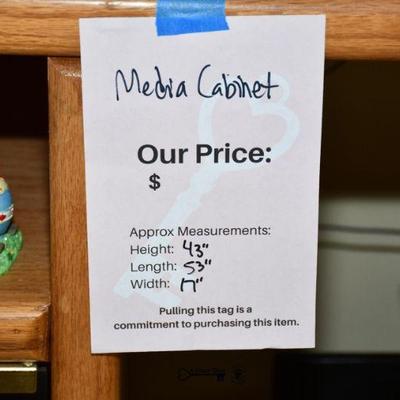 Media Cabinet
Our Price:
$
Approx Measurements:
Height: 43"
Length: 53"
Width: 17"
Pulling this tag is a
commitment to purchasing this item.